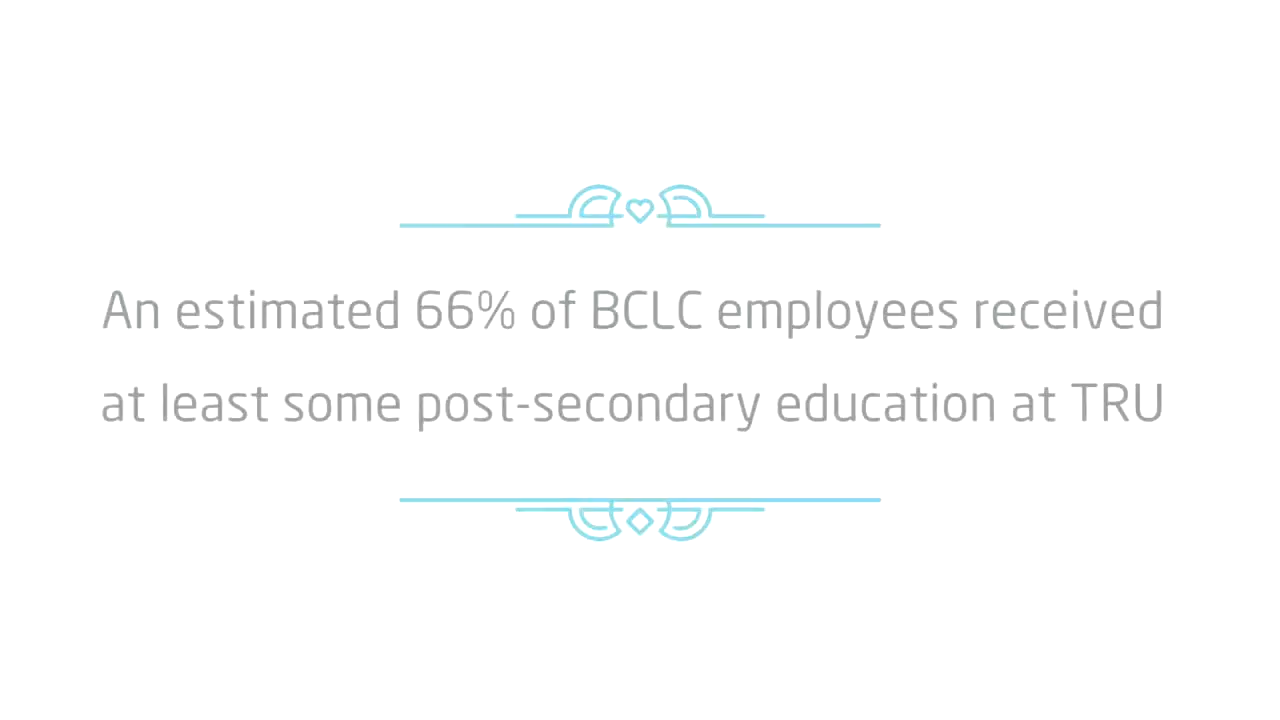 An estimated 66% of BCLC employees received
at least some post-secondary education at TRU